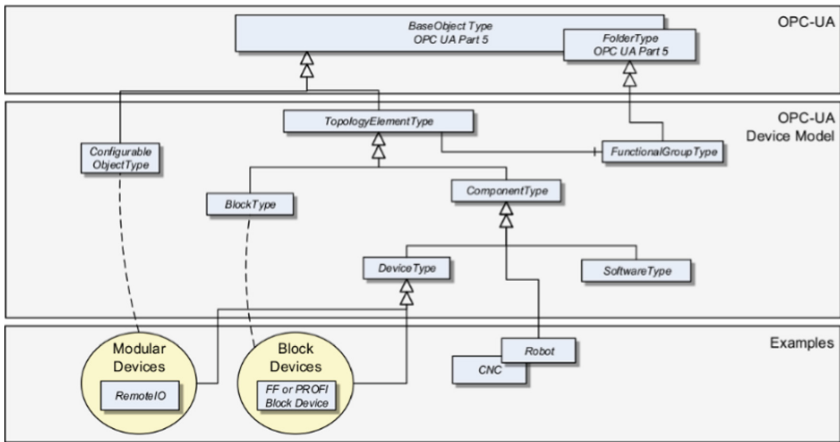 BaseObject Type
OPC UA Part 5
FolderType
OPC UA Part 5
OPC-UA
TopologyElementType
OPC-UA
Device Model
Configurable
ObjectType
FunctionalGroupType
BlockType
ComponentType
DeviceType
SoftwareType
Modular
Devices
RemoteIO
Block
Devices
FF or PROFI
Block Device
Robot
CNC
Examples